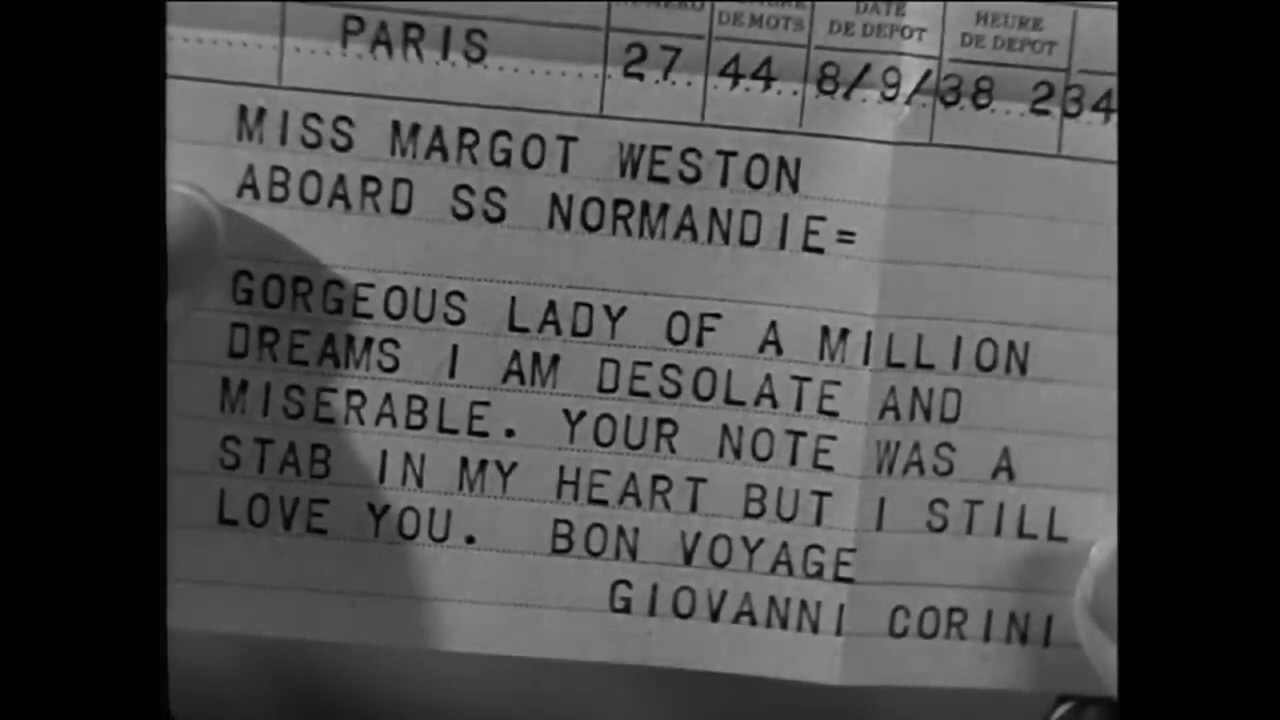 DE MOTS DATE HEURE
DE DEPOT DE DEPOT
PARIS 27 44 8/9/38 234
MISS MARGOT WESTON
ABOARD SS NORMANDIE=
GORGEOUS LADY OF A MILLION
DREAMS I AM DESOLATE AND
MISERABLE. YOUR NOTE WAS A
STAB IN MY HEART BUT I STILL
LOVE YOU. BON VOYAGE
GIOVANNI CORINI